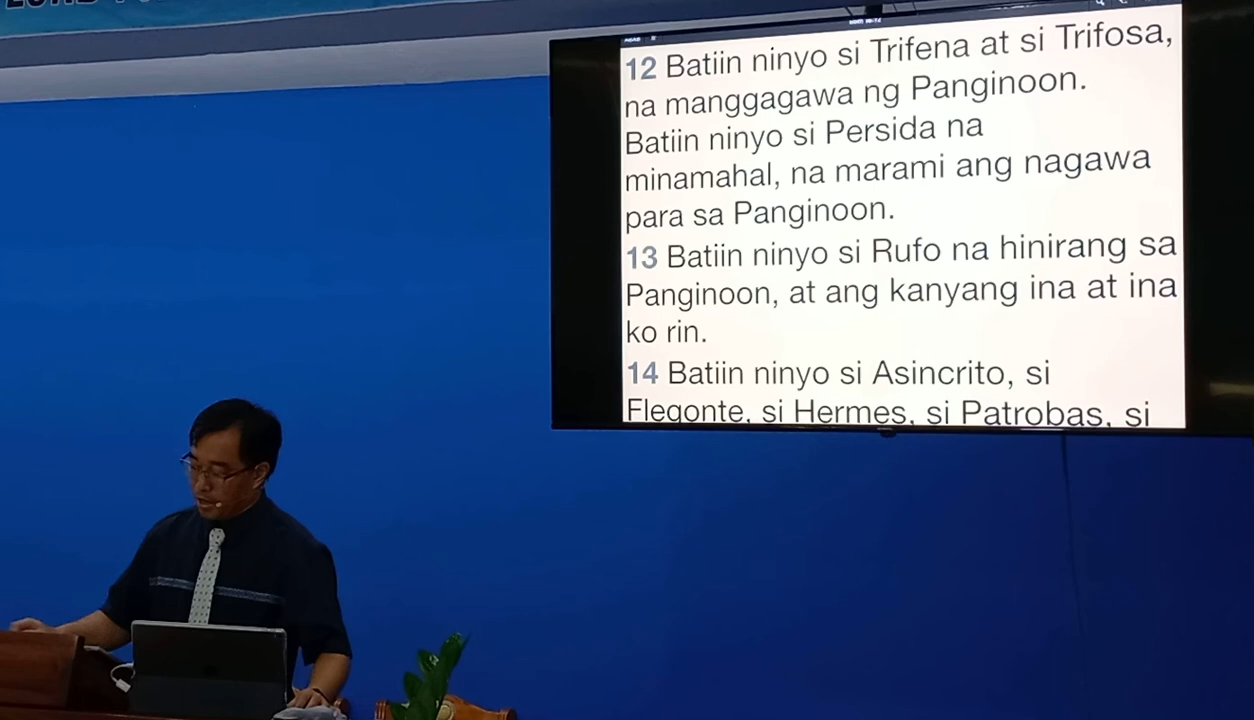 12 Batiin ninyo si Trifena at si Trifosa,
na manggagawa ng Panginoon.
Batiin ninyo si Persida na
minamahal, na marami ang nagawa
para sa Panginoon.
13 Batiin ninyo si Rufo na hinirang sa
Panginoon, at ang kanyang ina at ina
ko rin.
14 Batiin ninyo si Asincrito, si
Flegonte, si Hermes, si Patrobas, si